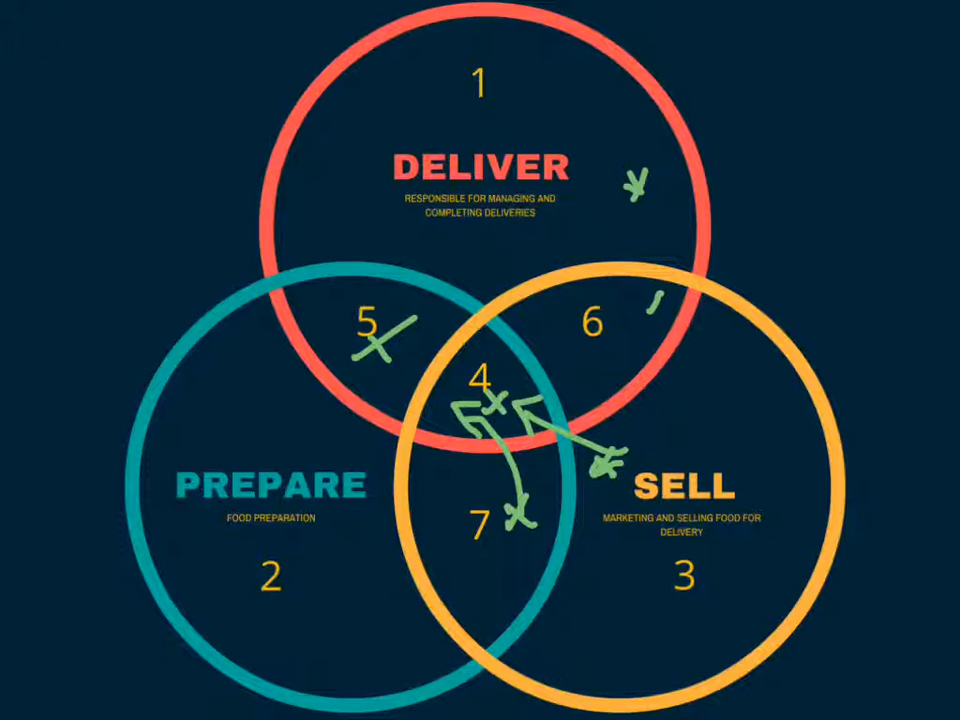 1
DELIVER
RESPONSIBLE FOR MANAGING AND
COMPLETING DELIVERIES
5
6
4
PREPARE
FOOD PREPARATION
2
7
SELL
MARKETING AND SELLING FOOD FOR
DELIVERY
3